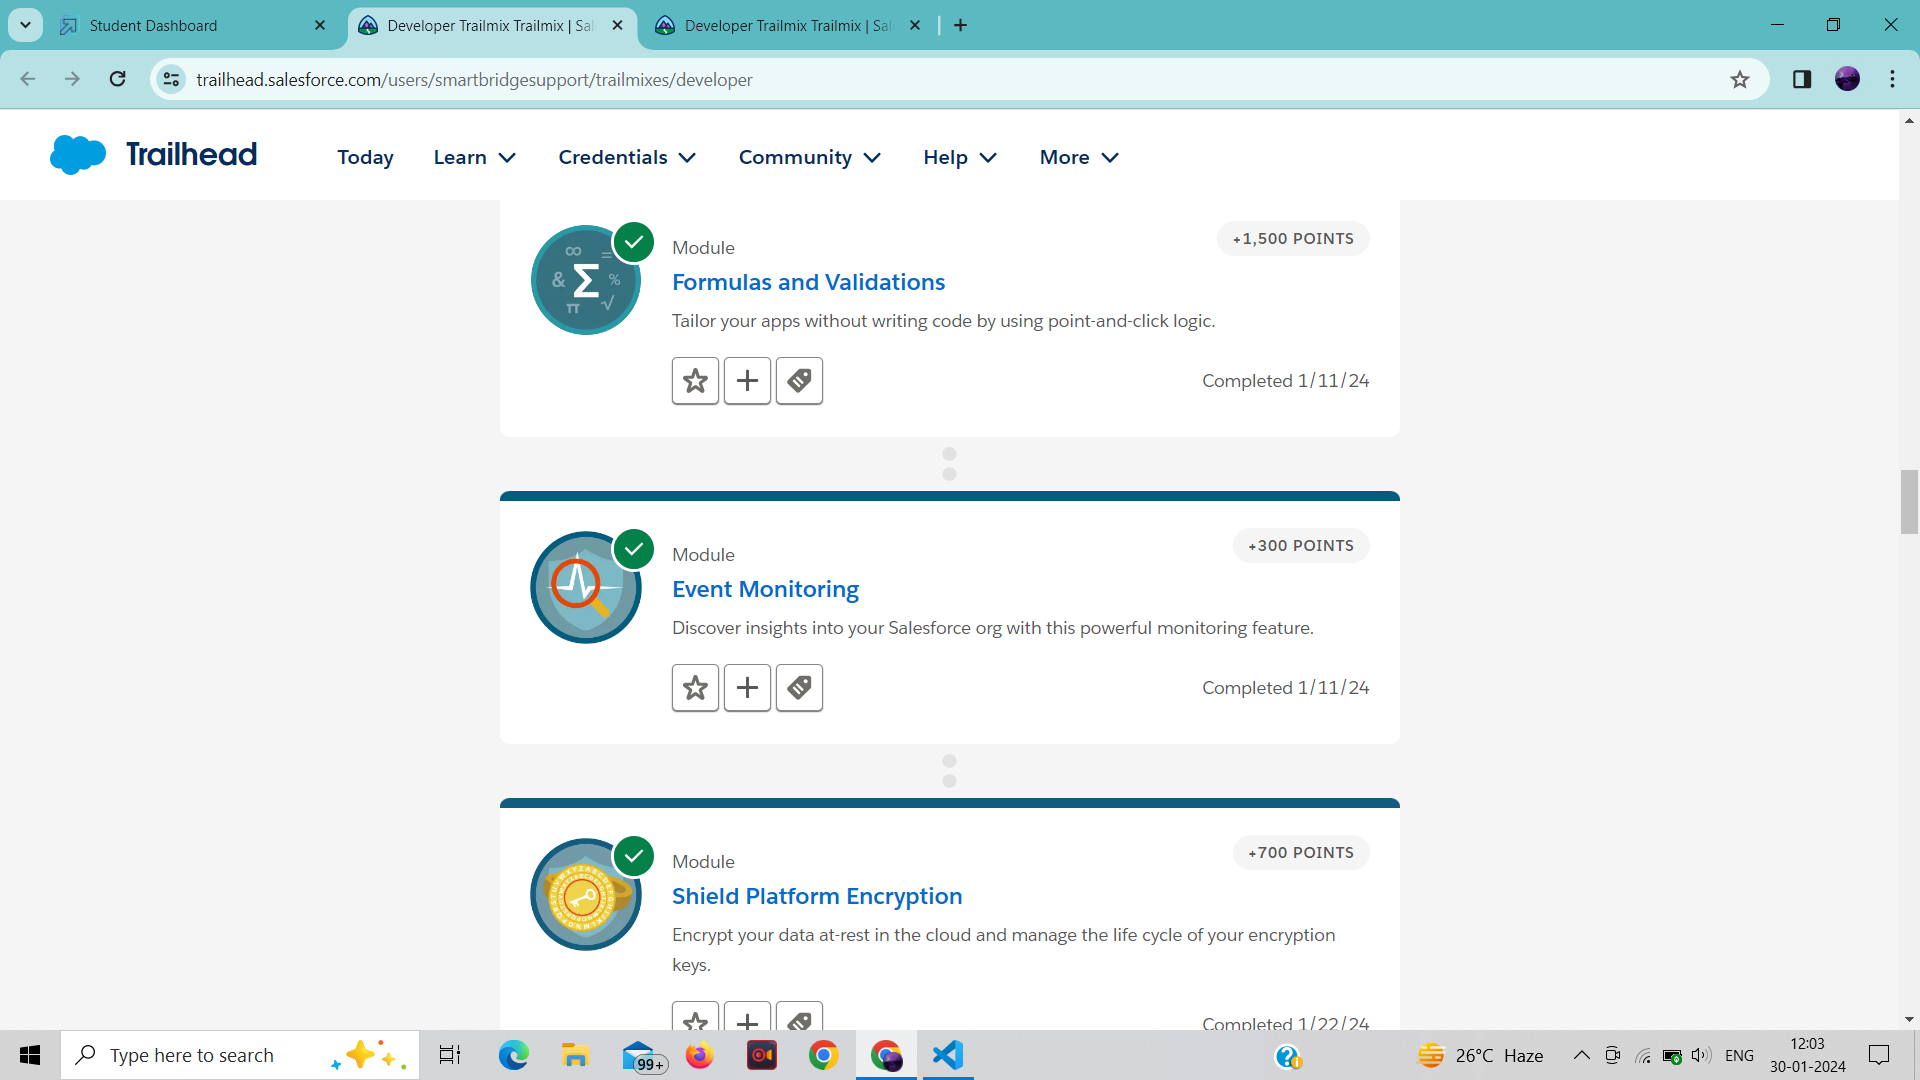 Student Dashboard
Developer Trailmix Trailmix | Sal
Developer Trailmix Trailmix | Sal
trailhead.salesforce.com/users/smartbridgesupport/trailmixes/developer
Trailhead
Today Learn Credentials Community Help More
Module
+1,500 POINTS
Formulas and Validations
Tailor your apps without writing code by using point-and-click logic.
Completed 1/11/24
Module
+300 POINTS
Event Monitoring
Discover insights into your Salesforce org with this powerful monitoring feature.
Completed 1/11/24
Module
+700 POINTS
Shield Platform Encryption
Encrypt your data at-rest in the cloud and manage the life cycle of your encryption
keys.
Completed 1/22/24
Type here to search
99+
26°C Haze
ENG
12:03
30-01-2024